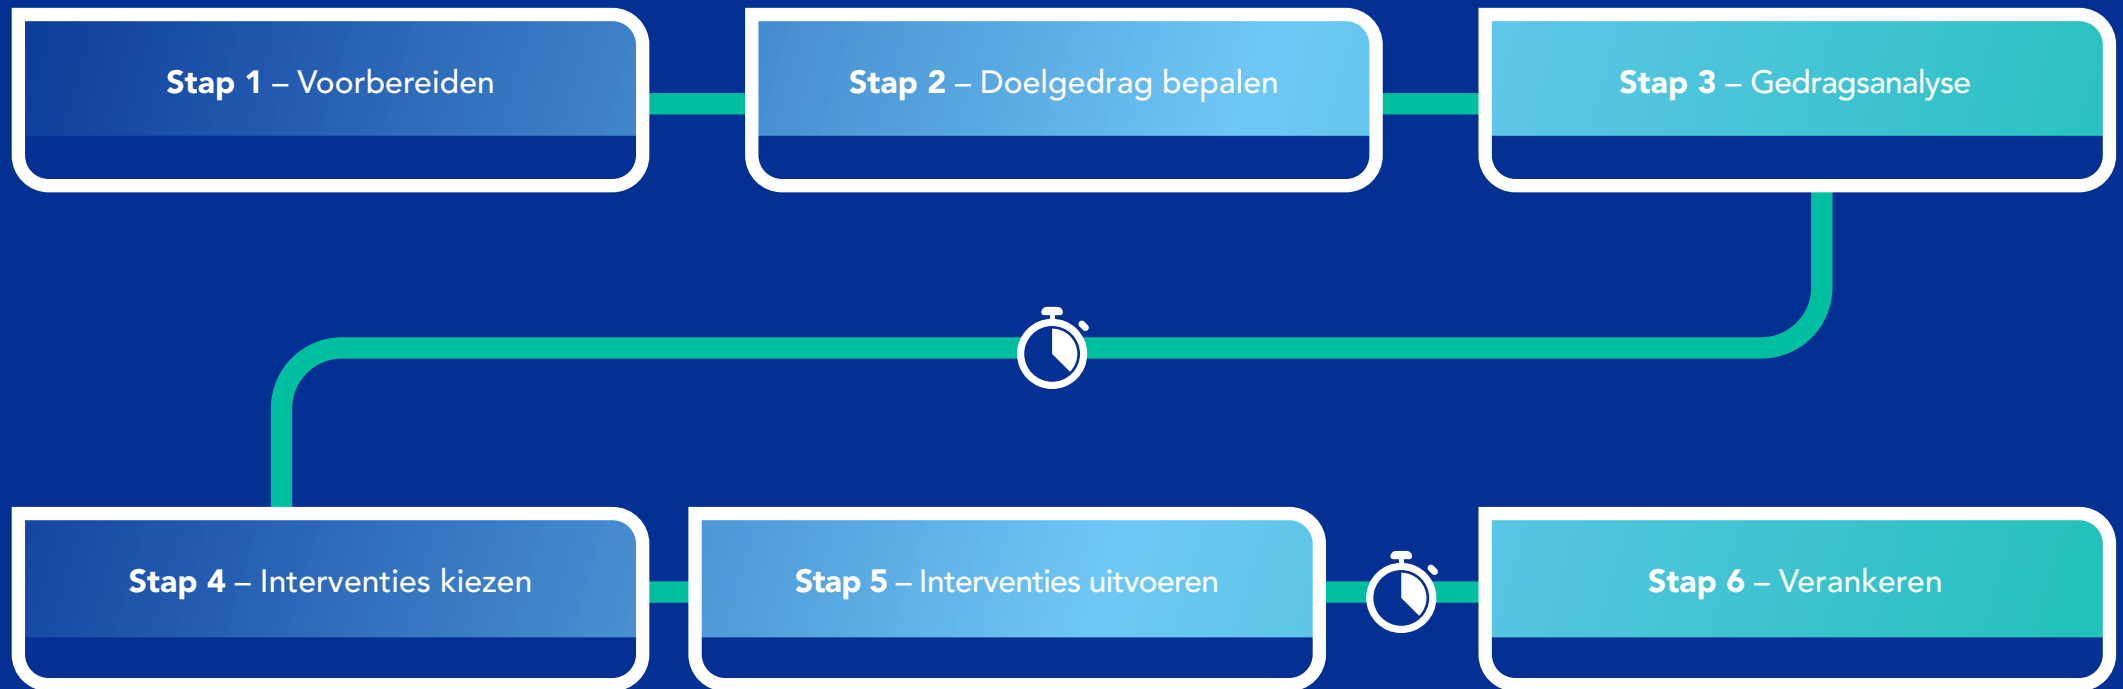 Stap 1 – Voorbereiden
Stap 2 – Doelgedrag bepalen
Stap 3 – Gedragsanalyse
Stap 4 – Interventies kiezen
Stap 5 – Interventies uitvoeren
Stap 6 – Verankeren